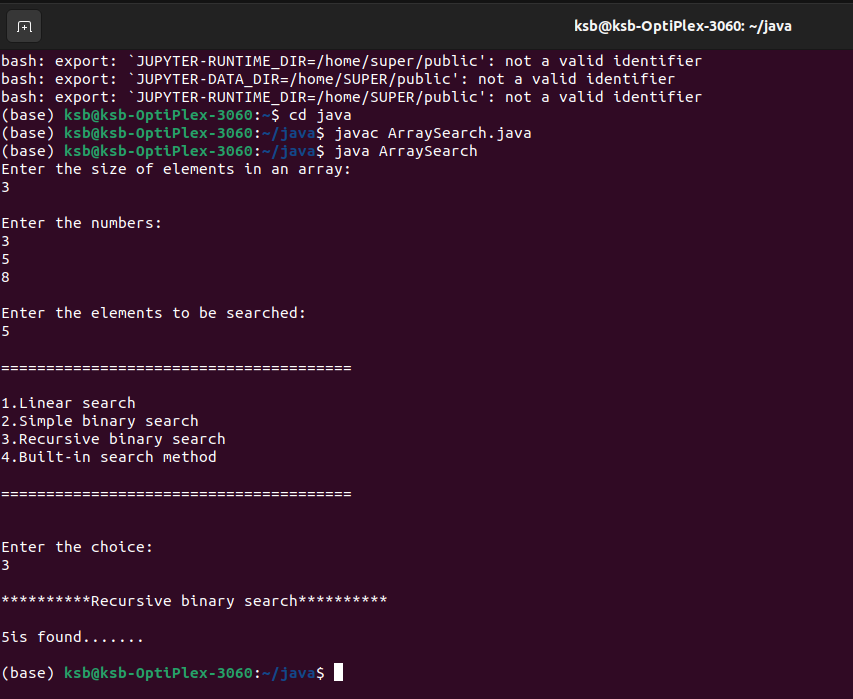 ksb@ksb-OptiPlex-3060: ~/java
bash: export: `JUPYTER-RUNTIME_DIR=/home/super/public': not a valid identifier
bash: export: `JUPYTER-DATA_DIR=/home/SUPER/public': not a valid identifier
bash: export: `JUPYTER-RUNTIME_DIR=/home/SUPER/public': not a valid identifier
(base) ksb@ksb-OptiPlex-3060:~$ cd java
(base) ksb@ksb-OptiPlex-3060:~/java$ javac ArraySearch.java
(base) ksb@ksb-OptiPlex-3060:~/java$ java ArraySearch
Enter the size of elements in an array:
3
Enter the numbers:
3
5
8
Enter the elements to be searched:
5
=======================================
1.Linear search
2.Simple binary search
3.Recursive binary search
4.Built-in search method
=======================================
Enter the choice:
3
**********Recursive binary search**********
5is found.......
(base) ksb@ksb-OptiPlex-3060:~/java$